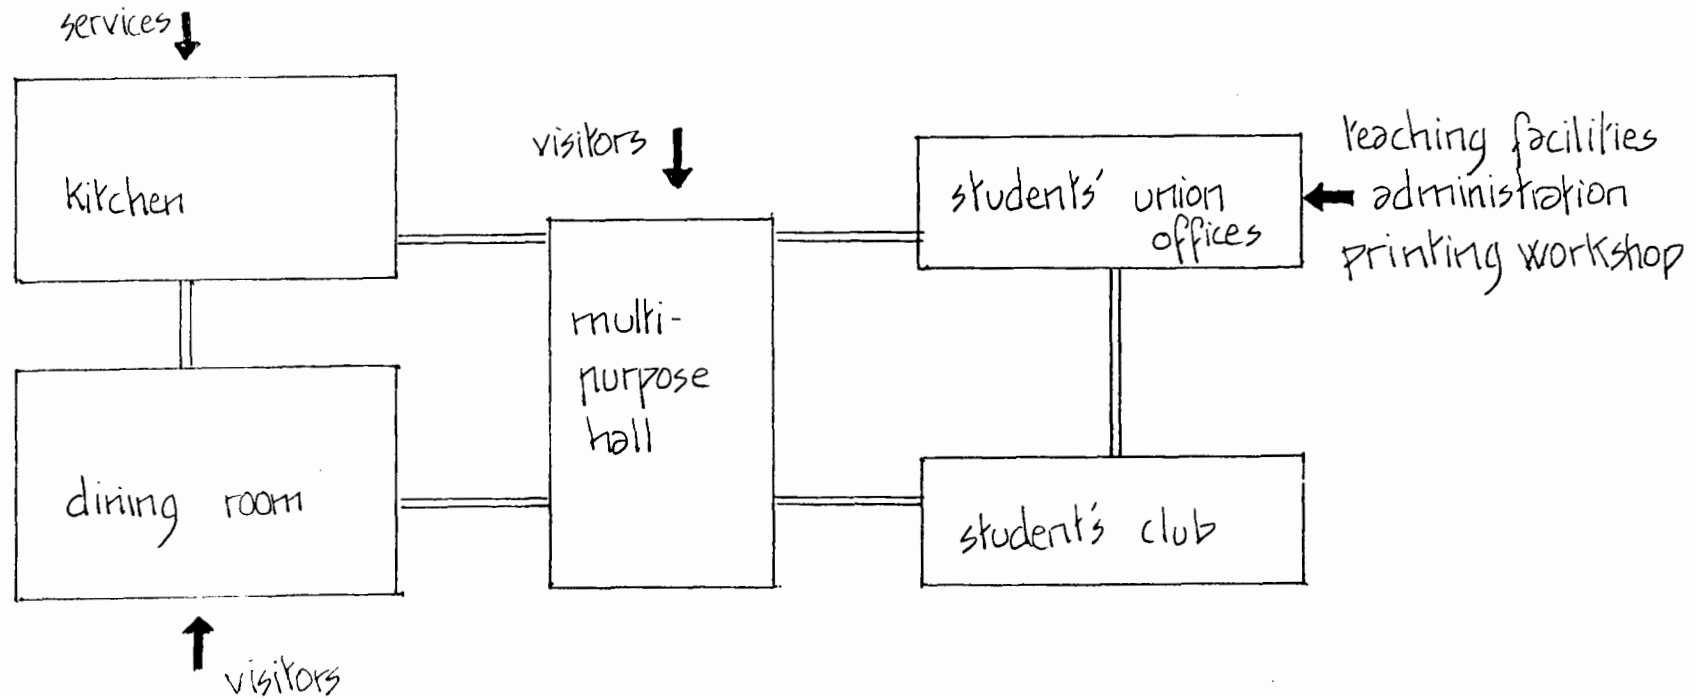 services
kitchen
visitors
students' union
offices
teaching facilities
administration
printing workshop
multi-
purpose
hall
dining room
student's club
visitors